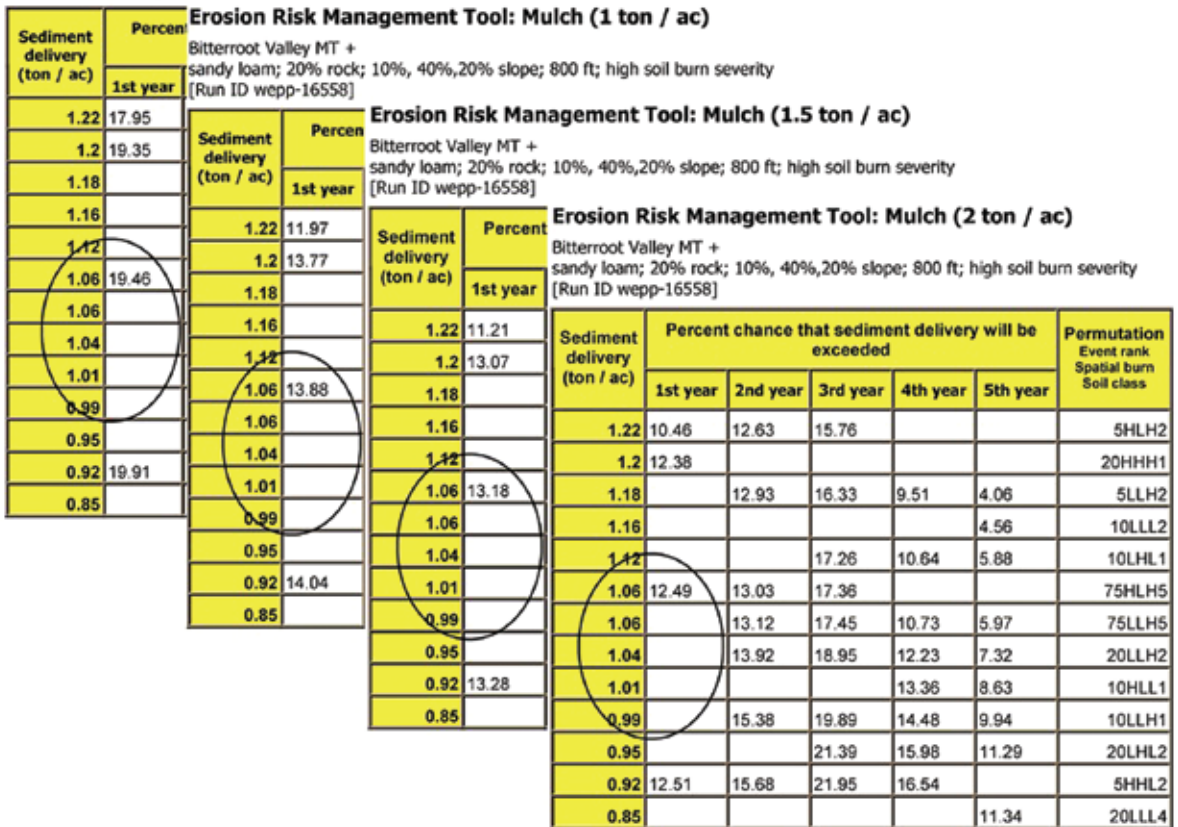 Erosion Risk Management Tool: Mulch (1 ton / ac)
Bitterroot Valley MT +
sandy loam; 20% rock; 10%, 40%,20% slope; 800 ft; high soil burn severity
[Run ID wepp-16558]
Sediment delivery (ton / ac) Percen
1st year
1.22 17.95
1.2 19.35
1.18
1.16
1.12
1.06 19.46
1.06
1.04
1.01
0.99
0.95
0.92 19.91
0.85
Erosion Risk Management Tool: Mulch (1.5 ton / ac)
Bitterroot Valley MT +
sandy loam; 20% rock; 10%, 40%,20% slope; 800 ft; high soil burn severity
[Run ID wepp-16558]
Sediment delivery (ton / ac) Percen
1st year
1.22 11.97
1.2 13.77
1.18
1.16
1.12
1.06 13.88
1.06
1.04
1.01
0.99
0.95
0.92 14.04
0.85
Erosion Risk Management Tool: Mulch (2 ton / ac)
Bitterroot Valley MT +
sandy loam; 20% rock; 10%, 40%,20% slope; 800 ft; high soil burn severity
[Run ID wepp-16558]
Sediment delivery (ton / ac) Percent
1st year
1.22 11.21
1.2 13.07
1.18
1.16
1.12
1.06 13.18
1.06
1.04
1.01
0.99
0.95
0.92 13.28
0.85
Sediment delivery (ton / ac) Percent chance that sediment delivery will be exceeded Permutation Event rank Spatial burn Soil class
1st year 2nd year 3rd year 4th year 5th year
1.22 10.46 12.63 15.76 5HLH2
1.2 12.38 20HHH1
1.18 12.93 16.33 9.51 4.06 5LLH2
1.16 4.56 10LLL2
1.12 17.26 10.64 5.88 10LHL1
1.06 12.49 13.03 17.36 75HLH5
1.06 13.12 17.45 10.73 5.97 75LLH5
1.04 13.92 18.95 12.23 7.32 20LLH2
1.01 13.36 8.63 10HLL1
0.99 15.38 19.89 14.48 9.94 10LLH1
0.95 21.39 15.98 11.29 20LHL2
0.92 12.51 15.68 21.95 16.54 5HHL2
0.85 11.34 20LLL4